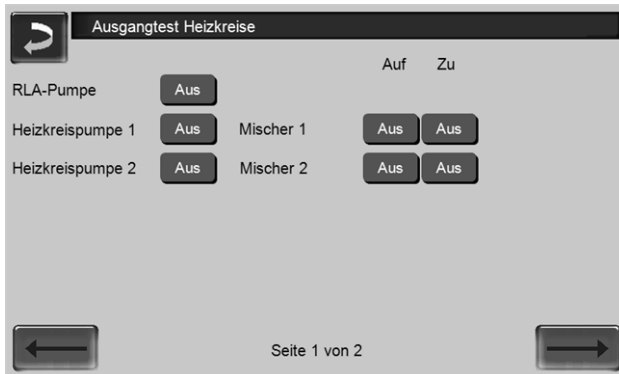 Ausgangtest Heizkreise
Auf Zu
RLA-Pumpe Aus
Heizkreispumpe 1 Aus Mischer 1 Aus Aus
Heizkreispumpe 2 Aus Mischer 2 Aus Aus
Seite 1 von 2